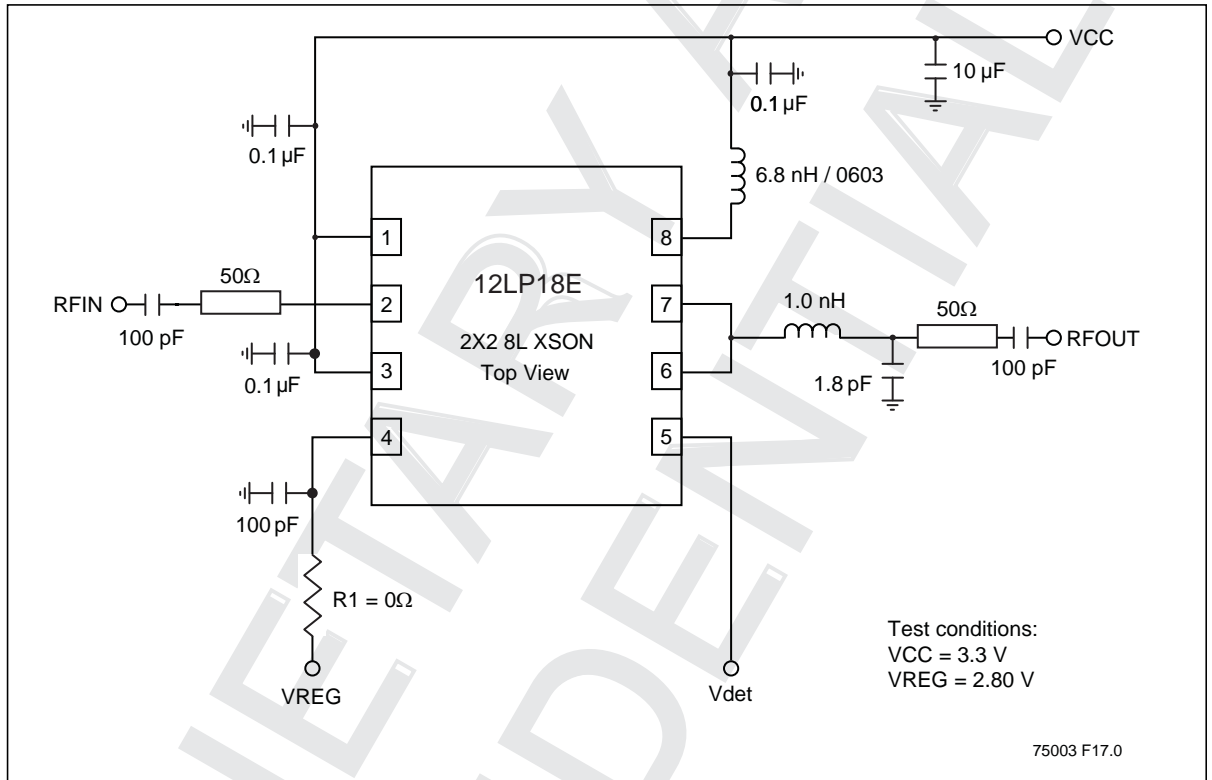 VCC
10 µF
0.1 µF
0.1 µF
6.8 nH / 0603
1
8
50Ω
12LP18E
RFIN
2
7
1.0 nH
50Ω
100 pF
2X2 8L XSON
RFOUT
0.1 µF
3
Top View
6
1.8 pF
100 pF
4
5
100 pF
R1 = 0Ω
Test conditions:
VCC = 3.3 V
VREG = 2.80 V
VREG
Vdet
75003 F17.0